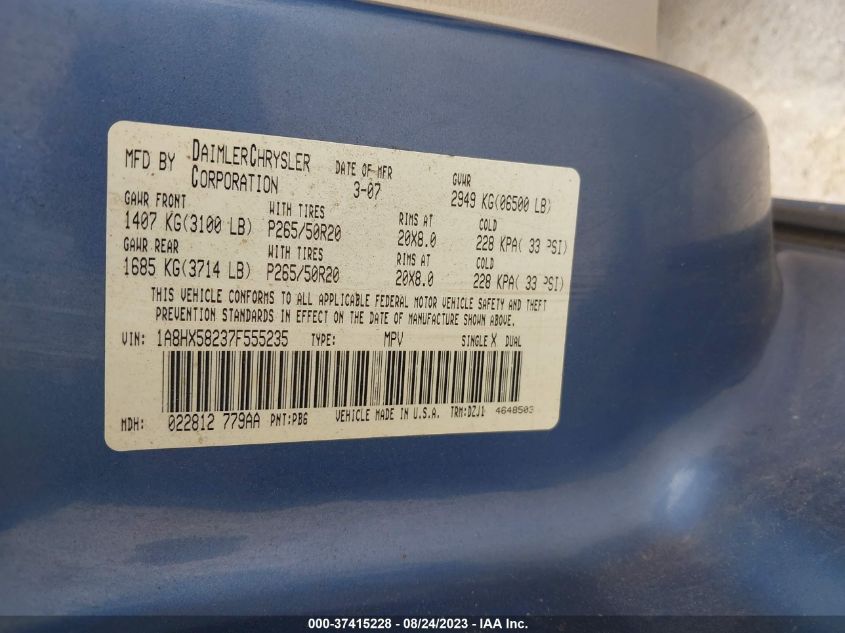 MFD BY DAIMLERCHRYSLER CORPORATION DATE OF MFR 3-07 GVWR 2949 KG(06500 LB)
GAWR FRONT WITH TIRES RIMS AT COLD
1407 KG(3100 LB) P265/50R20 20X8.0 228 KPA( 33 PSI)
GAWR REAR WITH TIRES RIMS AT COLD
1685 KG(3714 LB) P265/50R20 20X8.0 228 KPA( 33 PSI)
THIS VEHICLE CONFORMS TO ALL APPLICABLE FEDERAL MOTOR VEHICLE SAFETY AND THEFT
PREVENTION STANDARDS IN EFFECT ON THE DATE OF MANUFACTURE SHOWN ABOVE.
VIN: 1A8HX58237F555235 TYPE: MPV SINGLE X DUAL
MDH: 022812 779AA PNT:PB6 VEHICLE MADE IN U.S.A. TRM:DZJ1 4648503
000-37415228 - 08/24/2023 - IAA Inc.